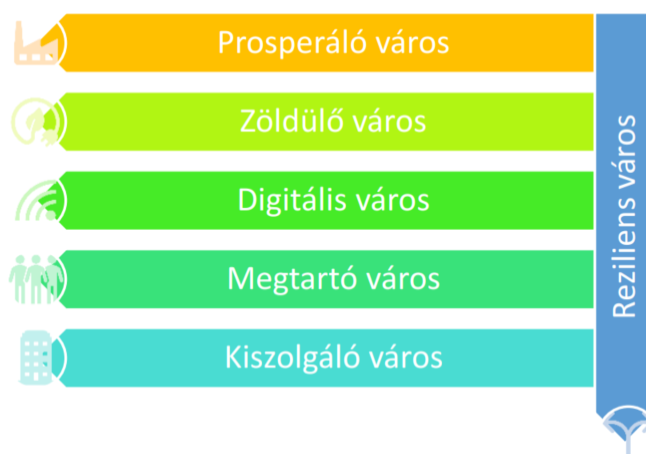 Prosperáló város
Zöldülő város
Digitális város
Megtartó város
Kiszolgáló város
Reziliens város